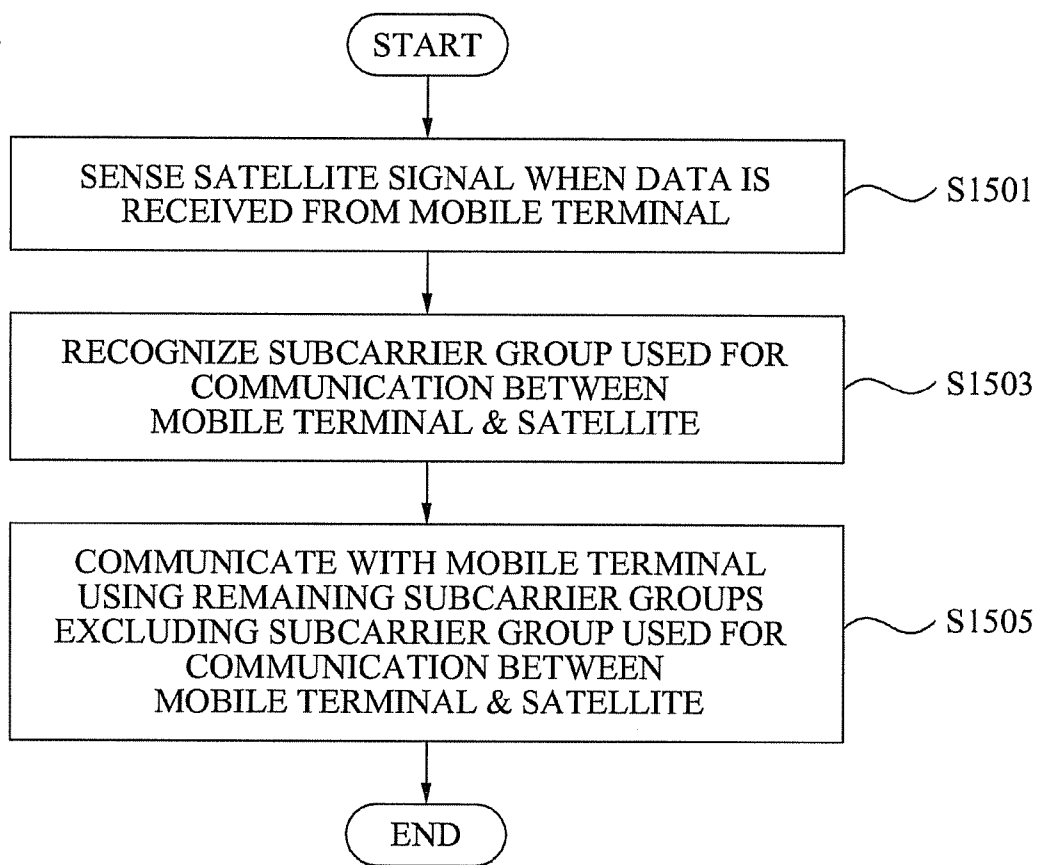 START
SENSE SATELLITE SIGNAL WHEN DATA IS
RECEIVED FROM MOBILE TERMINAL
S1501
RECOGNIZE SUBCARRIER GROUP USED FOR
COMMUNICATION BETWEEN
MOBILE TERMINAL & SATELLITE
S1503
COMMUNICATE WITH MOBILE TERMINAL
USING REMAINING SUBCARRIER GROUPS
EXCLUDING SUBCARRIER GROUP USED FOR
COMMUNICATION BETWEEN
MOBILE TERMINAL & SATELLITE
S1505
END